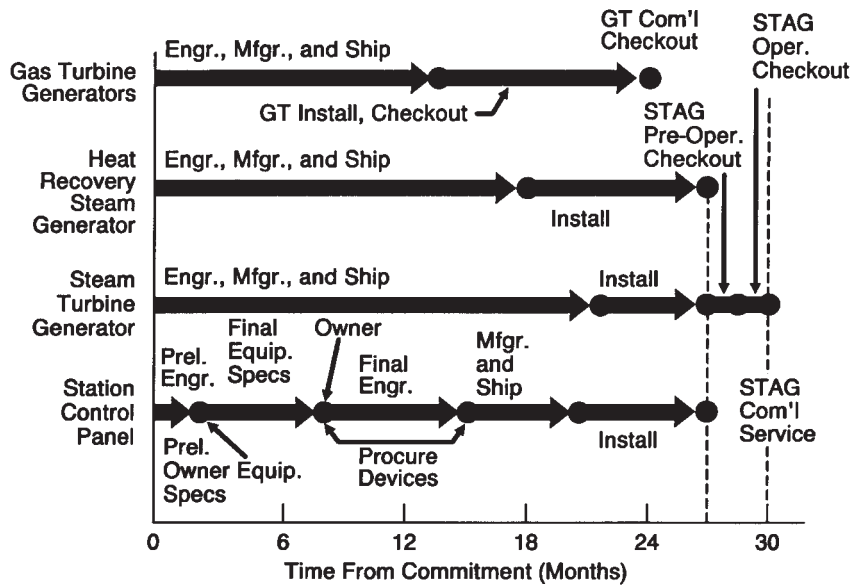 GT Com'l
Checkout
STAG
Oper.
Checkout
Engr., Mfgr., and Ship
Gas Turbine
Generators
GT Install, Checkout
STAG
Pre-Oper.
Checkout
Heat
Recovery
Steam
Generator
Engr., Mfgr., and Ship
Install
Steam
Turbine
Generator
Engr., Mfgr., and Ship
Install
Station
Control
Panel
Prel.
Engr.
Final
Equip.
Specs
Owner
Final
Engr.
Mfgr.
and
Ship
Prel.
Owner Equip.
Specs
Procure
Devices
Install
STAG
Com'l
Service
0 6 12 18 24 30
Time From Commitment (Months)